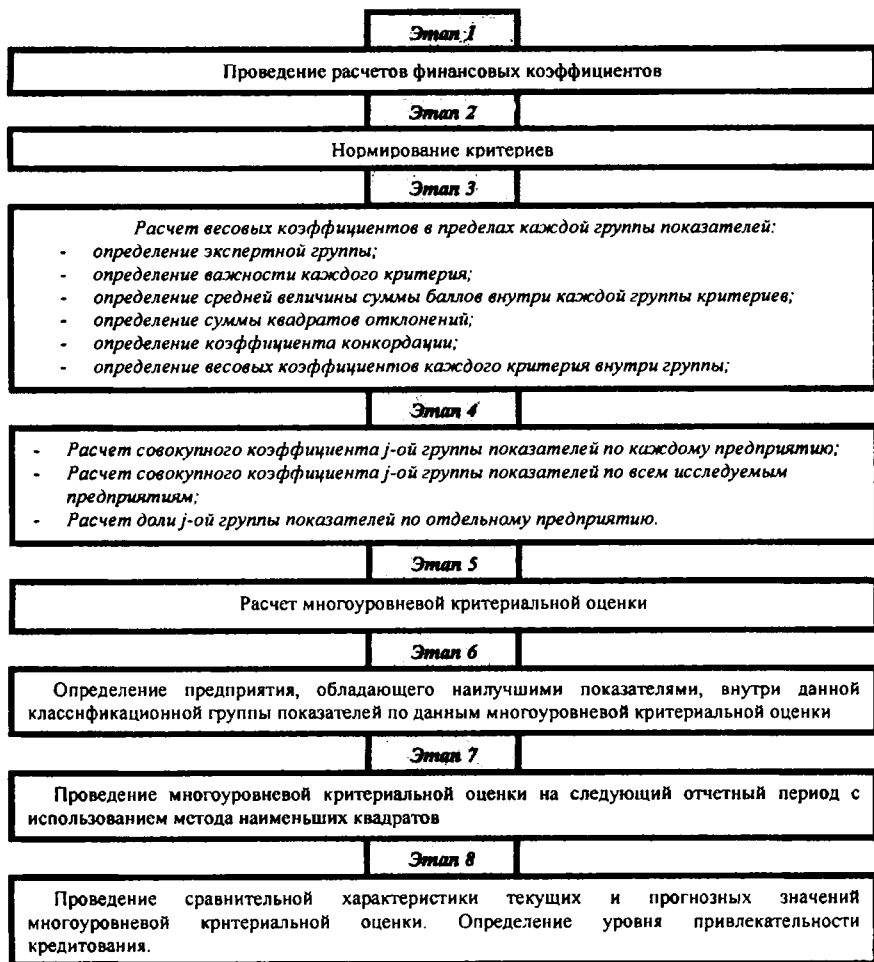 Этап 1
Проведение расчетов финансовых коэффициентов
Этап 2
Нормирование критериев
Этап 3
Расчет весовых коэффициентов в пределах каждой группы показателей:
- определение экспертной группы;
- определение важности каждого критерия;
- определение средней величины суммы баллов внутри каждой группы критериев;
- определение суммы квадратов отклонений;
- определение коэффициента конкордации;
- определение весовых коэффициентов каждого критерия внутри группы;
Этап 4
- Расчет совокупного коэффициента j-ой группы показателей по каждому предприятию;
- Расчет совокупного коэффициента j-ой группы показателей по всем исследуемым
предприятиям;
- Расчет доли j-ой группы показателей по отдельному предприятию.
Этап 5
Расчет многоуровневой критериальной оценки
Этап 6
Определение предприятия, обладающего наилучшими показателями, внутри данной
классификационной группы показателей по данным многоуровневой критериальной оценки
Этап 7
Проведение многоуровневой критериальной оценки на следующий отчетный период с
использованием метода наименьших квадратов
Этап 8
Проведение сравнительной характеристики текущих и прогнозных значений
многоуровневой критериальной оценки. Определение уровня привлекательности
кредитования.